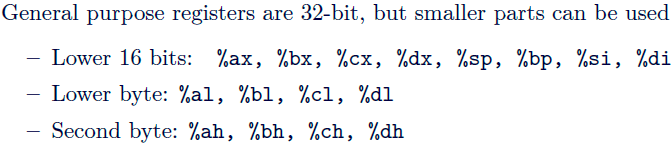 General purpose registers are 32-bit, but smaller parts can be used
– Lower 16 bits: %ax, %bx, %cx, %dx, %sp, %bp, %si, %di
– Lower byte: %al, %bl, %cl, %dl
– Second byte: %ah, %bh, %ch, %dh